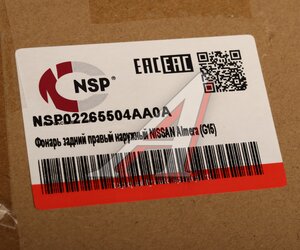 NSP®
EAC EAC
NSP02265504AA0A
Фонарь задний правый наружный NISSAN Almera (G15)